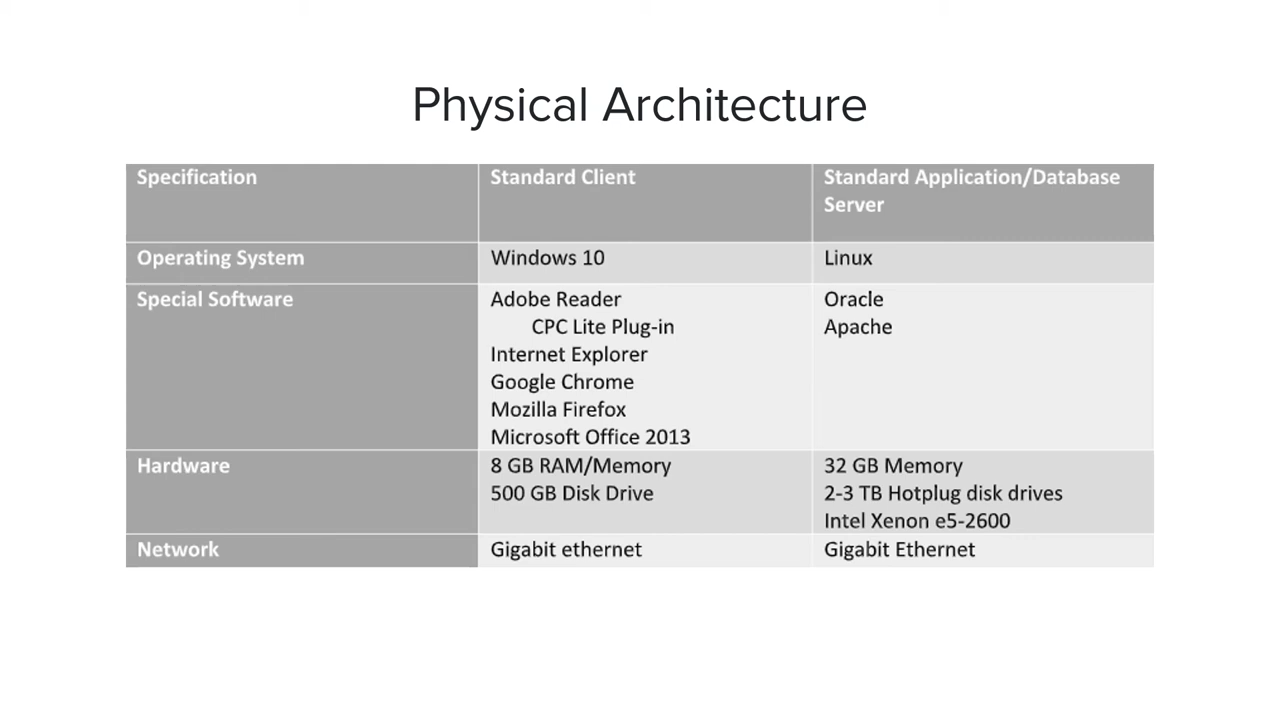 Physical Architecture
Specification
Standard Client
Standard Application/Database
Server
Operating System
Windows 10
Linux
Special Software
Adobe Reader
CPC Lite Plug-in
Internet Explorer
Google Chrome
Mozilla Firefox
Microsoft Office 2013
Oracle
Apache
Hardware
8 GB RAM/Memory
500 GB Disk Drive
32 GB Memory
2-3 TB Hotplug disk drives
Intel Xenon e5-2600
Network
Gigabit ethernet
Gigabit Ethernet